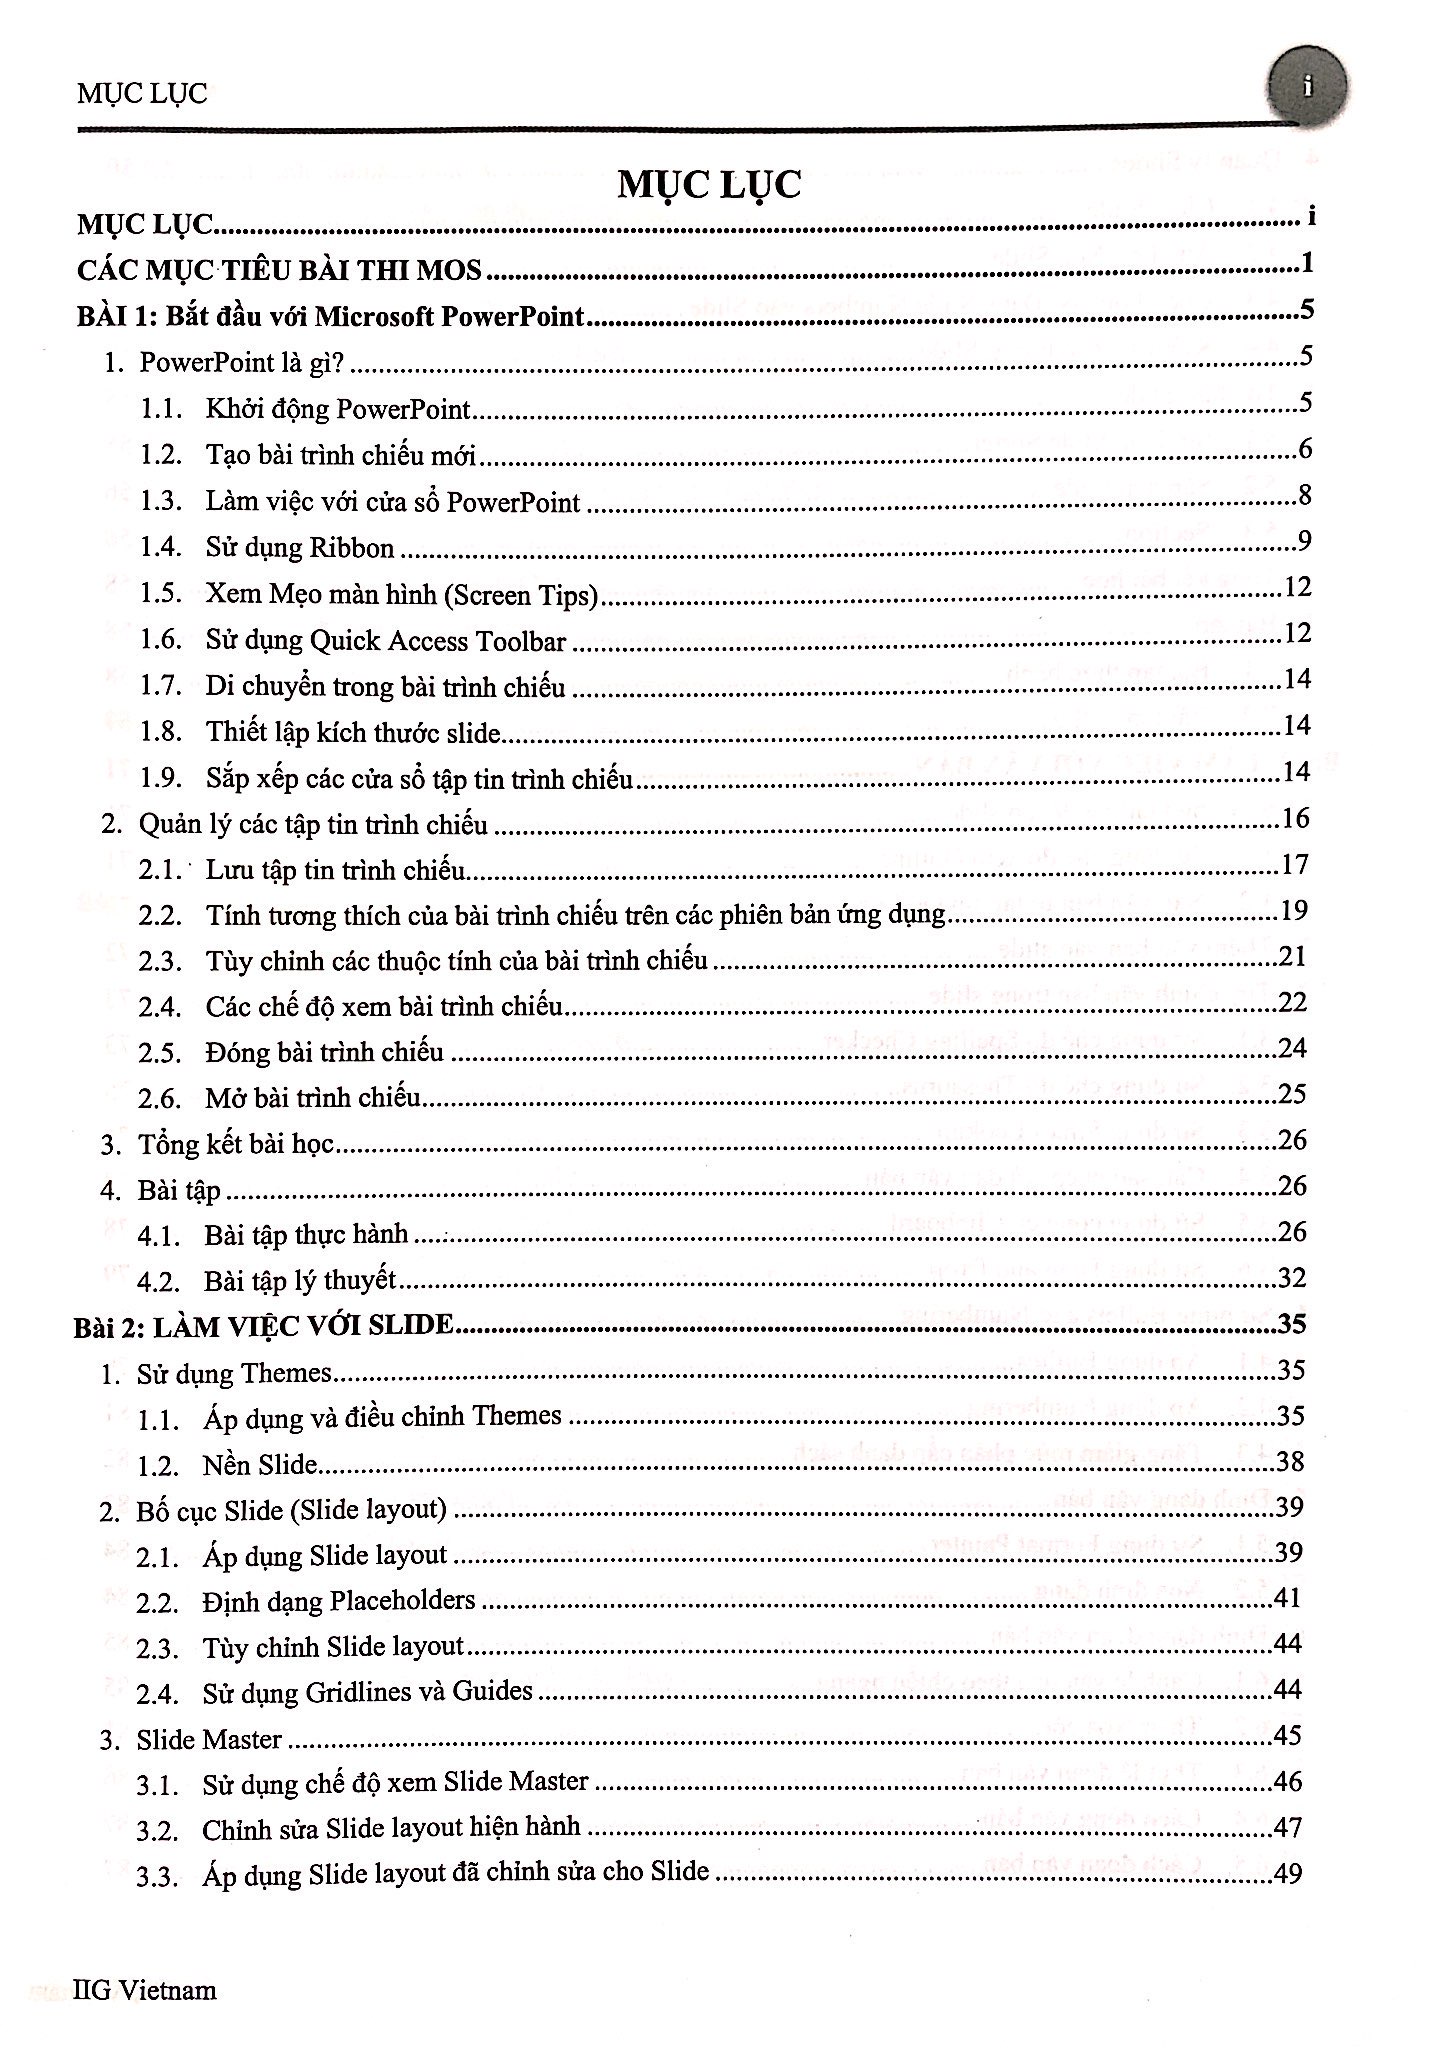 MỤC LỤC
i
MỤC LỤC
MỤC LỤC i
CÁC MỤC TIÊU BÀI THI MOS 1
BÀI 1: Bắt đầu với Microsoft PowerPoint 5
1. PowerPoint là gì? 5
1.1. Khởi động PowerPoint 5
1.2. Tạo bài trình chiếu mới 6
1.3. Làm việc với cửa sổ PowerPoint 8
1.4. Sử dụng Ribbon 9
1.5. Xem Mẹo màn hình (Screen Tips) 12
1.6. Sử dụng Quick Access Toolbar 12
1.7. Di chuyển trong bài trình chiếu 14
1.8. Thiết lập kích thước slide 14
1.9. Sắp xếp các cửa sổ tập tin trình chiếu 14
2. Quản lý các tập tin trình chiếu 16
2.1. Lưu tập tin trình chiếu 17
2.2. Tính tương thích của bài trình chiếu trên các phiên bản ứng dụng 19
2.3. Tùy chỉnh các thuộc tính của bài trình chiếu 21
2.4. Các chế độ xem bài trình chiếu 22
2.5. Đóng bài trình chiếu 24
2.6. Mở bài trình chiếu 25
3. Tổng kết bài học 26
4. Bài tập 26
4.1. Bài tập thực hành 26
4.2. Bài tập lý thuyết 32
Bài 2: LÀM VIỆC VỚI SLIDE 35
1. Sử dụng Themes 35
1.1. Áp dụng và điều chỉnh Themes 35
1.2. Nền Slide 38
2. Bố cục Slide (Slide layout) 39
2.1. Áp dụng Slide layout 39
2.2. Định dạng Placeholders 41
2.3. Tùy chỉnh Slide layout 44
2.4. Sử dụng Gridlines và Guides 44
3. Slide Master 45
3.1. Sử dụng chế độ xem Slide Master 46
3.2. Chỉnh sửa Slide layout hiện hành 47
3.3. Áp dụng Slide layout đã chỉnh sửa cho Slide 49
IIG Vietnam